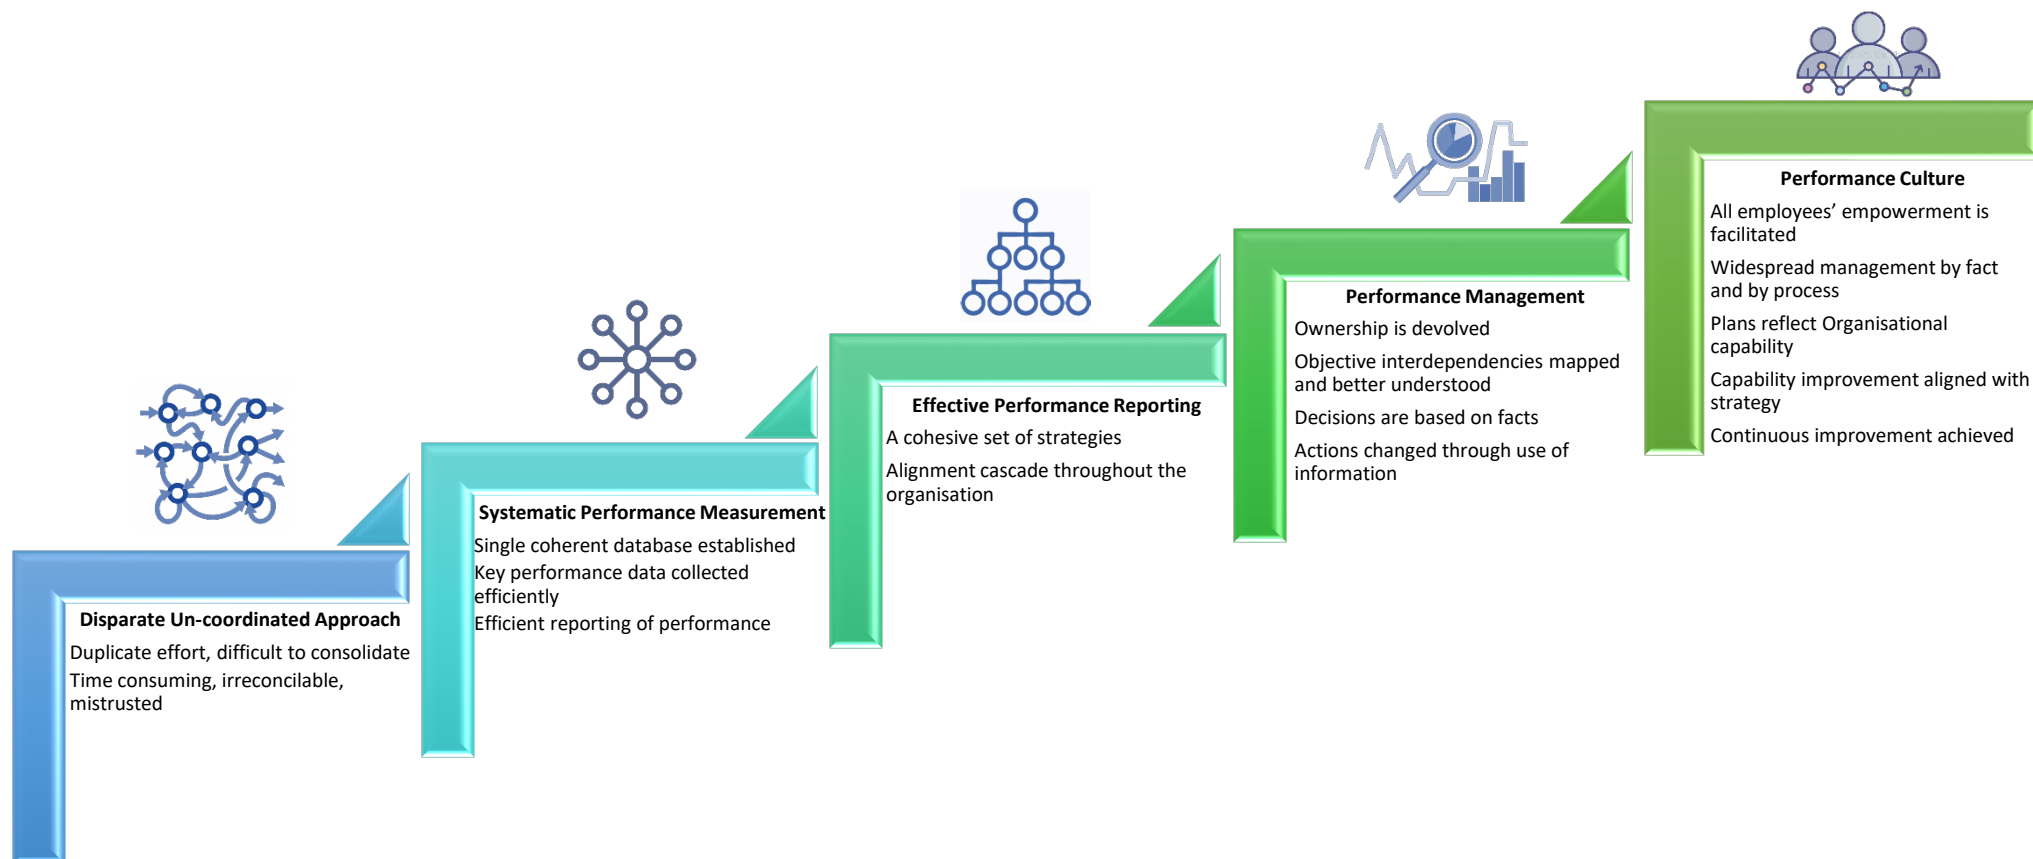 Disparate Un-coordinated Approach
Duplicate effort, difficult to consolidate
Time consuming, irreconcilable,
mistrusted
Systematic Performance Measurement
Single coherent database established
Key performance data collected
efficiently
Efficient reporting of performance
Effective Performance Reporting
A cohesive set of strategies
Alignment cascade throughout the
organisation
Performance Management
Ownership is devolved
Objective interdependencies mapped
and better understood
Decisions are based on facts
Actions changed through use of
information
Performance Culture
All employees’ empowerment is
facilitated
Widespread management by fact
and by process
Plans reflect Organisational
capability
Capability improvement aligned with
strategy
Continuous improvement achieved